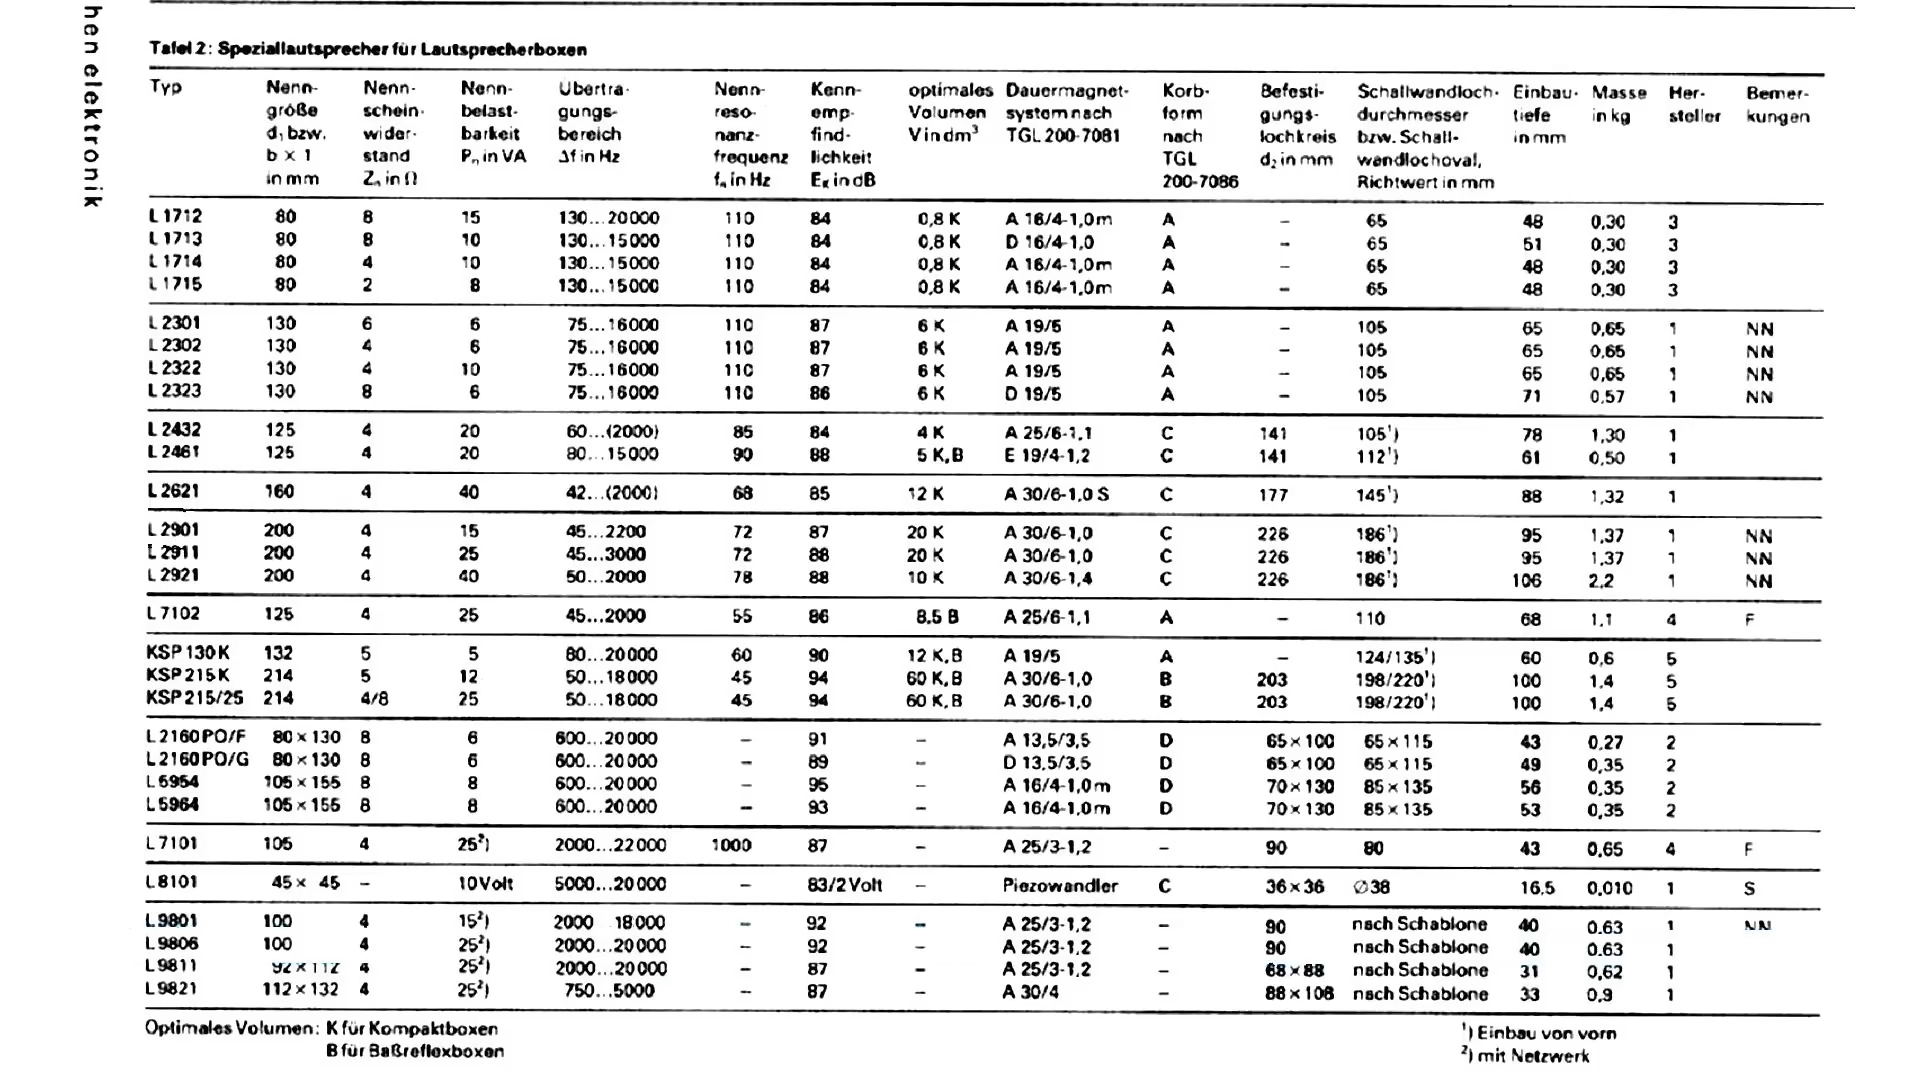 hen elektronik
Tafel 2: Speziallautsprecher für Lautsprecherboxen
Typ Nenn- Nenn- Nenn- Übertra- Nenn- Kenn- optimales Dauermagnet- Korb- Befesti- Schallwandloch- Einbau- Masse Her- Bemer-
größe schein- belast- gungs- reso- emp- Volumen system nach form gungs- durchmesser tiefe in kg steller kungen
d₁ bzw. wider- barkeit bereich nanz- find- V in dm³ TGL 200-7081 nach lochkreis bzw. Schall- in mm
b × l stand Pₙ in VA Δf in Hz frequenz lichkeit TGL d₂ in mm wandlochoval,
in mm Zₙ in Ω fₙ in Hz Eₖ in dB 200-7086 Richtwert in mm
L 1712 80 8 15 130...20000 110 84 0,8 K A 16/4-1,0m A – 65 48 0,30 3
L 1713 80 8 10 130...15000 110 84 0,8 K D 16/4-1,0 A – 65 51 0,30 3
L 1714 80 4 10 130...15000 110 84 0,8 K A 16/4-1,0m A – 65 48 0,30 3
L 1715 80 2 8 130...15000 110 84 0,8 K A 16/4-1,0m A – 65 48 0,30 3
L 2301 130 6 6 75...16000 110 87 6 K A 19/5 A – 105 65 0,65 1 NN
L 2302 130 4 6 75...16000 110 87 6 K A 19/5 A – 105 65 0,65 1 NN
L 2322 130 4 10 75...16000 110 87 6 K A 19/5 A – 105 65 0,65 1 NN
L 2323 130 8 6 75...16000 110 86 6 K D 19/5 A – 105 71 0,57 1 NN
L 2432 125 4 20 60...(2000) 85 84 4 K A 25/6-1,1 C 141 105¹) 78 1,30 1
L 2461 125 4 20 80...15000 90 88 5 K,B E 19/4-1,2 C 141 112¹) 61 0,50 1
L 2621 160 4 40 42...(2000) 68 85 12 K A 30/6-1,0 S C 177 145¹) 88 1,32 1
L 2901 200 4 15 45...2200 72 87 20 K A 30/6-1,0 C 226 186¹) 95 1,37 1 NN
L 2911 200 4 25 45...3000 72 88 20 K A 30/6-1,0 C 226 186¹) 95 1,37 1 NN
L 2921 200 4 40 50...2000 78 88 10 K A 30/6-1,4 C 226 186¹) 106 2,2 1 NN
L 7102 125 4 25 45...2000 55 86 8.5 B A 25/6-1,1 A – 110 68 1,1 4 F
KSP 130 K 132 5 5 80...20000 60 90 12 K,B A 19/5 A – 124/135¹) 60 0,6 5
KSP 215 K 214 5 12 50...18000 45 94 60 K,B A 30/6-1,0 B 203 198/220¹) 100 1,4 5
KSP 215/25 214 4/8 25 50...18000 45 94 60 K,B A 30/6-1,0 B 203 198/220¹) 100 1,4 5
L 2160 PO/F 80 × 130 8 6 600...20000 – 91 – A 13,5/3,5 D 65 × 100 65 × 115 43 0,27 2
L 2160 PO/G 80 × 130 8 6 600...20000 – 89 – D 13,5/3,5 D 65 × 100 65 × 115 49 0,35 2
L 5954 105 × 155 8 8 600...20000 – 95 – A 16/4-1,0m D 70 × 130 85 × 135 56 0,35 2
L 5964 105 × 155 8 8 600...20000 – 93 – A 16/4-1,0m D 70 × 130 85 × 135 53 0,35 2
L 7101 105 4 25²) 2000...22000 1000 87 – A 25/3-1,2 – 90 80 43 0,65 4 F
L 8101 45 × 45 – 10 Volt 5000...20000 – 83/2 Volt – Piezowandler C 36 × 36 ∅ 38 16,5 0,010 1 S
L 9801 100 4 15²) 2000 18000 – 92 – A 25/3-1,2 – 90 nach Schablone 40 0.63 1 NN
L 9806 100 4 25²) 2000...20000 – 92 – A 25/3-1,2 – 90 nach Schablone 40 0.63 1
L 9811 92 × 112 4 25²) 2000...20000 – 87 – A 25/3-1,2 – 68 × 88 nach Schablone 31 0,62 1
L 9821 112 × 132 4 25²) 750...5000 – 87 – A 30/4 – 88 × 108 nach Schablone 33 0,9 1
Optimales Volumen: K für Kompaktboxen
B für Baßreflexboxen
¹) Einbau von vorn
²) mit Netzwerk